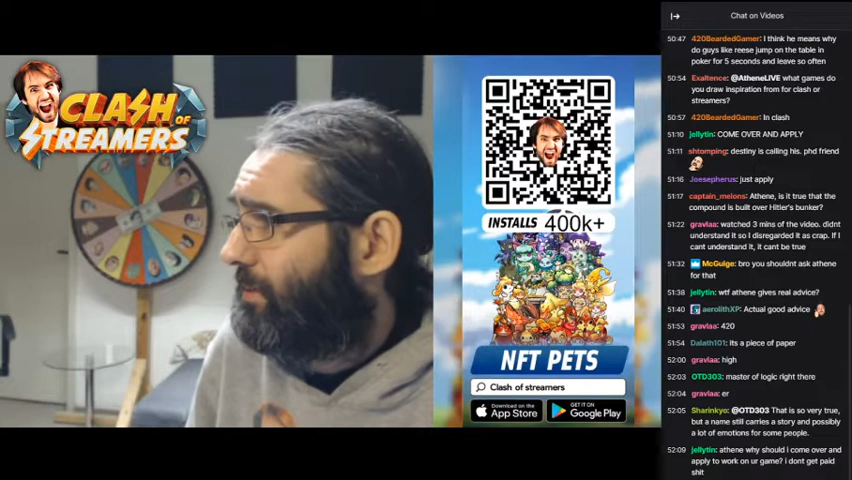 CLASH OF
STREAMERS
INSTALLS 400k+
NFT PETS
Clash of streamers
Download on the
App Store
GET IT ON
Google Play
Chat on Videos
50:47 420BeardedGamer: I think he means why
do guys like reese jump on the table in
poker for 5 seconds and leave so often
50:54 Exaltence: @AtheneLIVE what games do
you draw inspiration from for clash or
streamers?
50:57 420BeardedGamer: In clash
51:10 jellytin: COME OVER AND APPLY
51:11 shtomping: destiny is calling his. phd friend
51:16 Joesepherus: just apply
51:17 captain_meions: Athene, is it true that the
compound is built over Hitler's bunker?
51:22 gravlaa: watched 3 mins of the video. didnt
understand it so I disregarded it as crap. If I
cant understand it, it cant be true
51:32 McGuige: bro you shouldnt ask athene
for that
51:38 jellytin: wtf athene gives real advice?
51:40 aerolithXP: Actual good advice
51:53 gravlaa: 420
51:54 Dalath101: its a piece of paper
52:00 gravlaa: high
52:03 OTD303: master of logic right there
52:04 gravlaa: er
52:05 Sharinkyo: @OTD303 That is so very true,
but a name still carries a story and possibly
a lot of emotions for some people.
52:09 jellytin: athene why should i come over and
apply to work on ur game? i dont get paid
shit